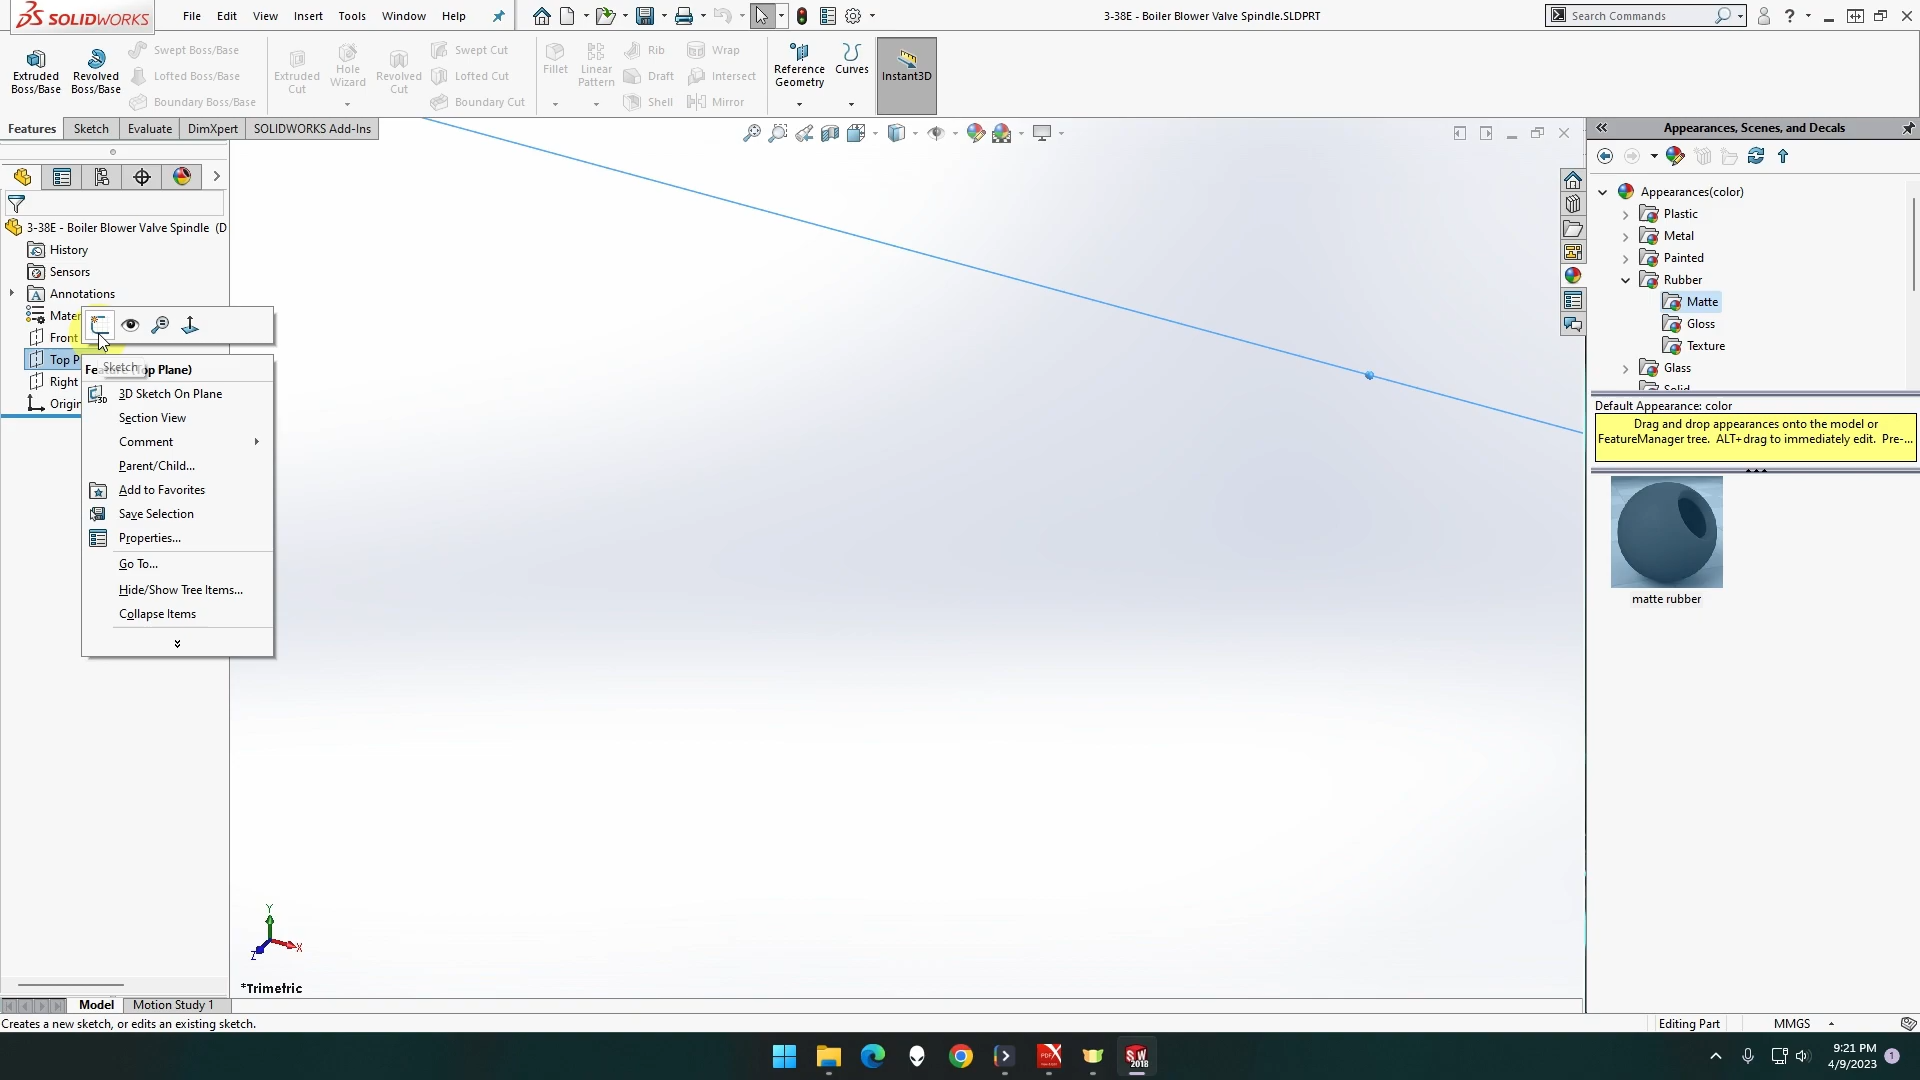 SOLIDWORKS
File Edit View Insert Tools Window Help
3-38E - Boiler Blower Valve Spindle.SLDPRT
Search Commands
Extruded Boss/Base
Revolved Boss/Base
Swept Boss/Base
Lofted Boss/Base
Boundary Boss/Base
Extruded Cut
Hole Wizard
Revolved Cut
Swept Cut
Lofted Cut
Boundary Cut
Fillet
Linear Pattern
Rib
Draft
Shell
Wrap
Intersect
Mirror
Reference Geometry
Curves
Instant3D
Features Sketch Evaluate DimXpert SOLIDWORKS Add-Ins
3-38E - Boiler Blower Valve Spindle (D
History
Sensors
Annotations
Mater
Front
Top P
Right
Origin
Sketch
Feature (Top Plane)
3D Sketch On Plane
Section View
Comment
Parent/Child...
Add to Favorites
Save Selection
Properties...
Go To...
Hide/Show Tree Items...
Collapse Items
Y
X
Z
*Trimetric
Model Motion Study 1
Creates a new sketch, or edits an existing sketch.
Editing Part
MMGS
Appearances, Scenes, and Decals
Appearances(color)
Plastic
Metal
Painted
Rubber
Matte
Gloss
Texture
Glass
Default Appearance: color
Drag and drop appearances onto the model or
FeatureManager tree. ALT+drag to immediately edit. Pre-...
matte rubber
SW
2018
9:21 PM
4/9/2023
1